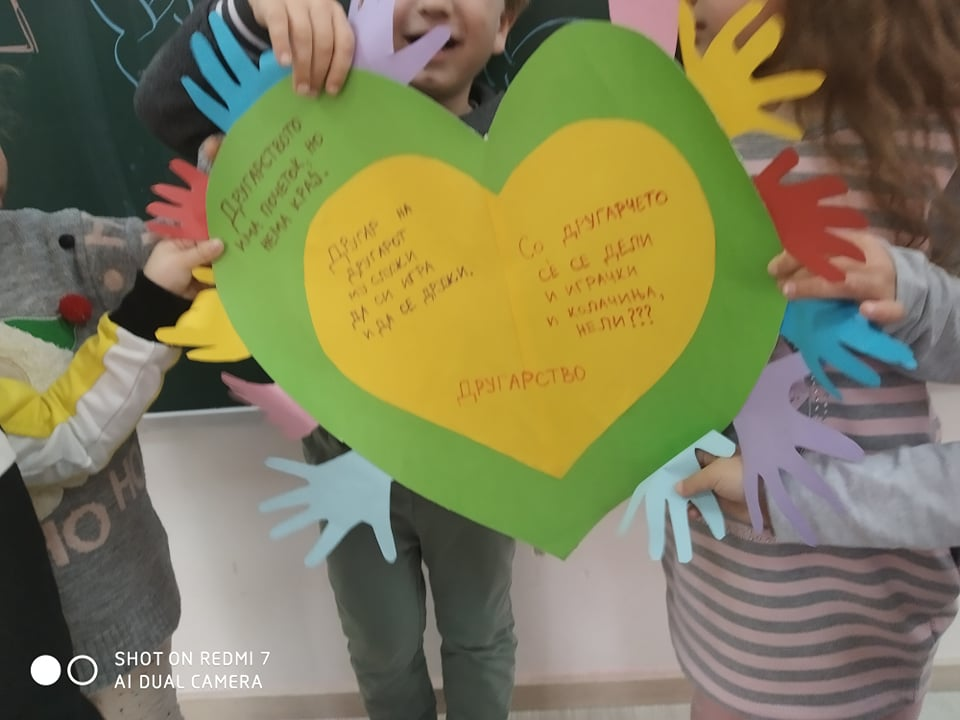 ДРУГАРСТВОТО
ИМА ПОЧЕТОК, НО
НЕМА КРАЈ.
ДРУГАР НА
ДРУГАРОТ
МУ СЛУЖИ
ДА СИ ИГРА
И ДА СЕ ДРУЖИ.
СО ДРУГАРЧЕТО
СЀ СЕ ДЕЛИ
И ИГРАЧКИ
И КОЛАЧИЊА,
НЕЛИ???
ДРУГАРСТВО
SHOT ON REDMI 7
AI DUAL CAMERA